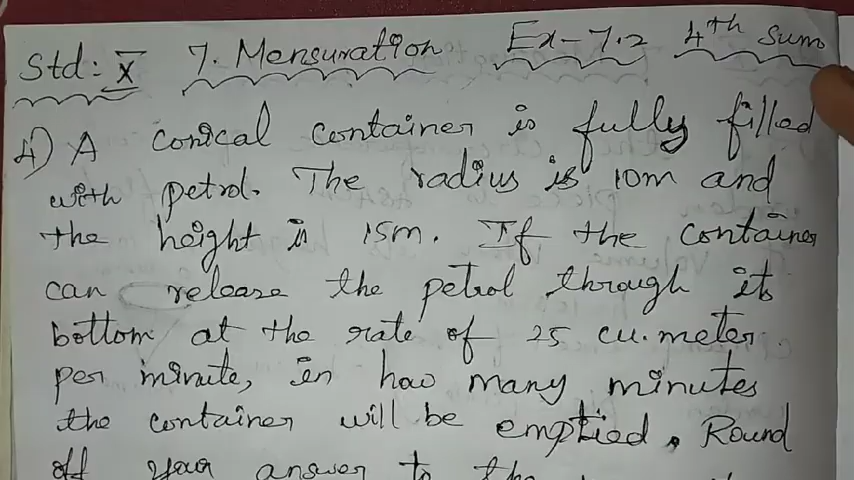 Std: X 7. Mensuration Ex-7.2 4th sum
4) A conical container is fully filled
with petrol. The radius is 10m and
the height is 15m. If the container
can release the petrol through its
bottom at the rate of 25 cu.meter
per minute, in how many minutes
the container will be emptied. Round
off your answer to the